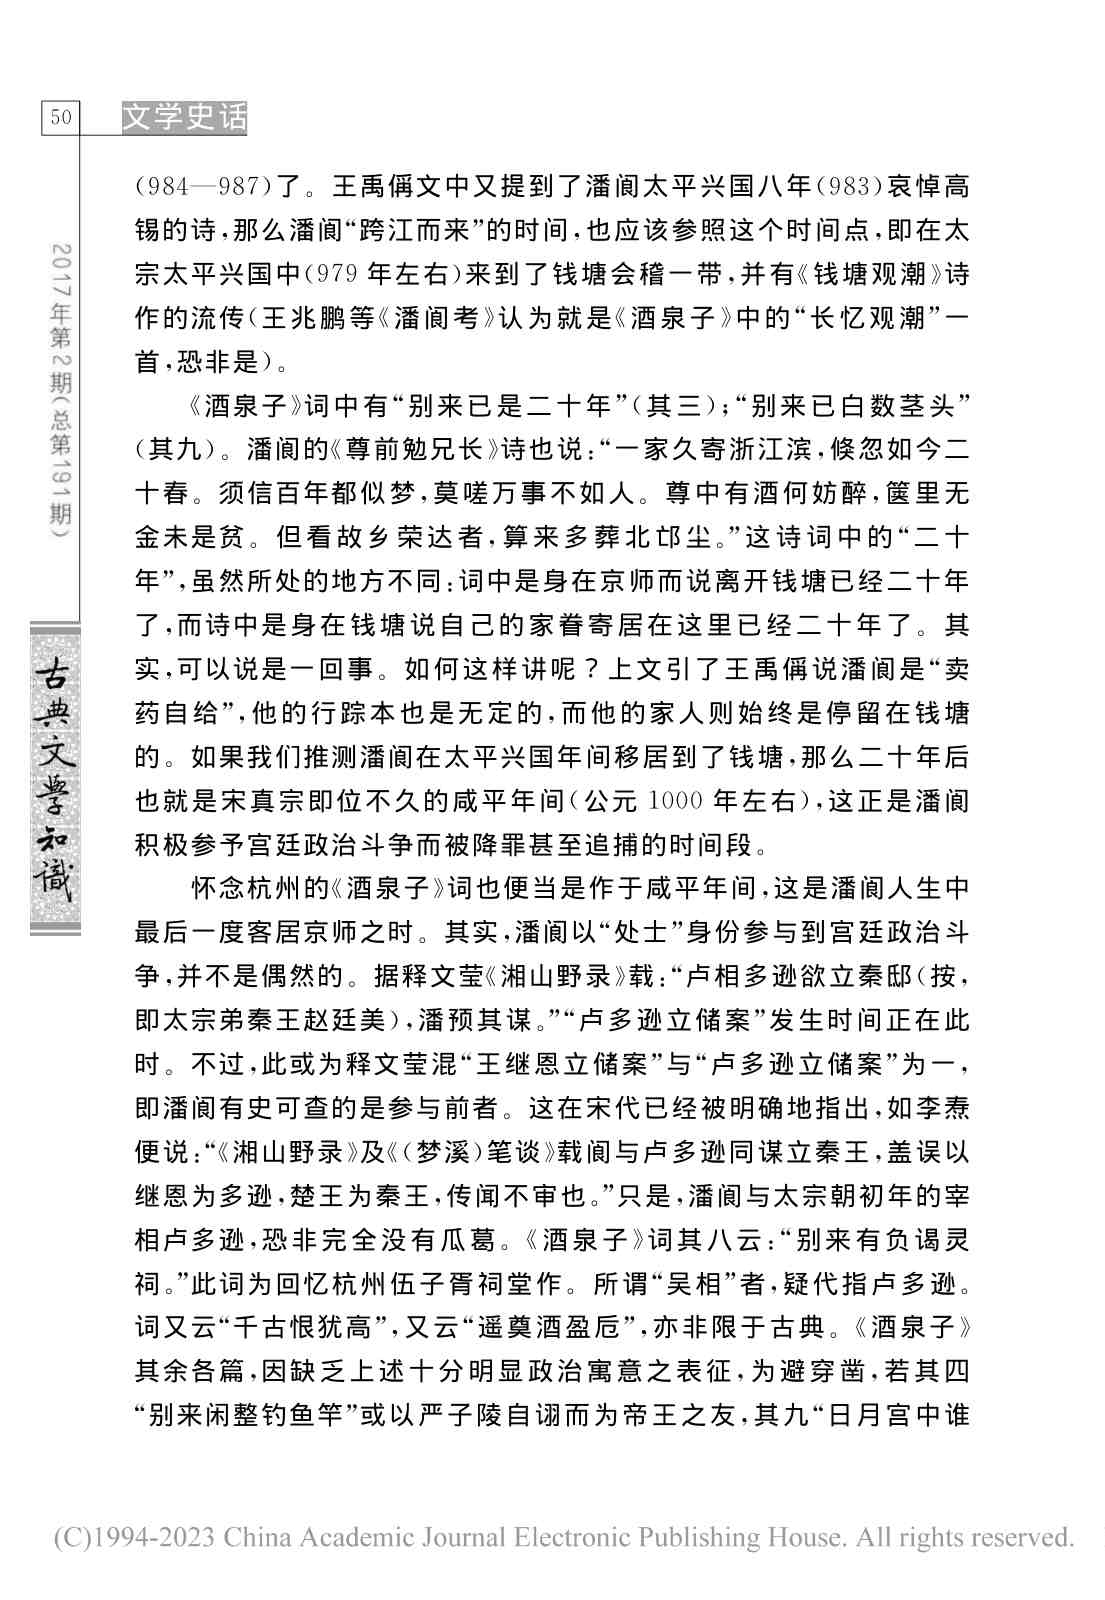 50
文学史话
(984—987)了。王禹偁文中又提到了潘阆太平兴国八年(983)哀悼高
锡的诗,那么潘阆“跨江而来”的时间,也应该参照这个时间点,即在太
宗太平兴国中(979 年左右)来到了钱塘会稽一带,并有《钱塘观潮》诗
作的流传(王兆鹏等《潘阆考》认为就是《酒泉子》中的“长忆观潮”一
首,恐非是)。
《酒泉子》词中有“别来已是二十年”(其三);“别来已白数茎头”
(其九)。潘阆的《尊前勉兄长》诗也说:“一家久寄浙江滨,倏忽如今二
十春。须信百年都似梦,莫嗟万事不如人。尊中有酒何妨醉,箧里无
金未是贫。但看故乡荣达者,算来多葬北邙尘。”这诗词中的“二十
年”,虽然所处的地方不同:词中是身在京师而说离开钱塘已经二十年
了,而诗中是身在钱塘说自己的家眷寄居在这里已经二十年了。其
实,可以说是一回事。如何这样讲呢?上文引了王禹偁说潘阆是“卖
药自给”,他的行踪本也是无定的,而他的家人则始终是停留在钱塘
的。如果我们推测潘阆在太平兴国年间移居到了钱塘,那么二十年后
也就是宋真宗即位不久的咸平年间(公元 1000 年左右),这正是潘阆
积极参予宫廷政治斗争而被降罪甚至追捕的时间段。
怀念杭州的《酒泉子》词也便当是作于咸平年间,这是潘阆人生中
最后一度客居京师之时。其实,潘阆以“处士”身份参与到宫廷政治斗
争,并不是偶然的。据释文莹《湘山野录》载:“卢相多逊欲立秦邸(按,
即太宗弟秦王赵廷美),潘预其谋。”“卢多逊立储案”发生时间正在此
时。不过,此或为释文莹混“王继恩立储案”与“卢多逊立储案”为一,
即潘阆有史可查的是参与前者。这在宋代已经被明确地指出,如李焘
便说:“《湘山野录》及《(梦溪)笔谈》载阆与卢多逊同谋立秦王,盖误以
继恩为多逊,楚王为秦王,传闻不审也。”只是,潘阆与太宗朝初年的宰
相卢多逊,恐非完全没有瓜葛。《酒泉子》词其八云:“别来有负谒灵
祠。”此词为回忆杭州伍子胥祠堂作。所谓“吴相”者,疑代指卢多逊。
词又云“千古恨犹高”,又云“遥奠酒盈卮”,亦非限于古典。《酒泉子》
其余各篇,因缺乏上述十分明显政治寓意之表征,为避穿凿,若其四
“别来闲整钓鱼竿”或以严子陵自诩而为帝王之友,其九“日月宫中谁
2017年第2期(总第191期)
古典文學知識
(C)1994-2023 China Academic Journal Electronic Publishing House. All rights reserved.